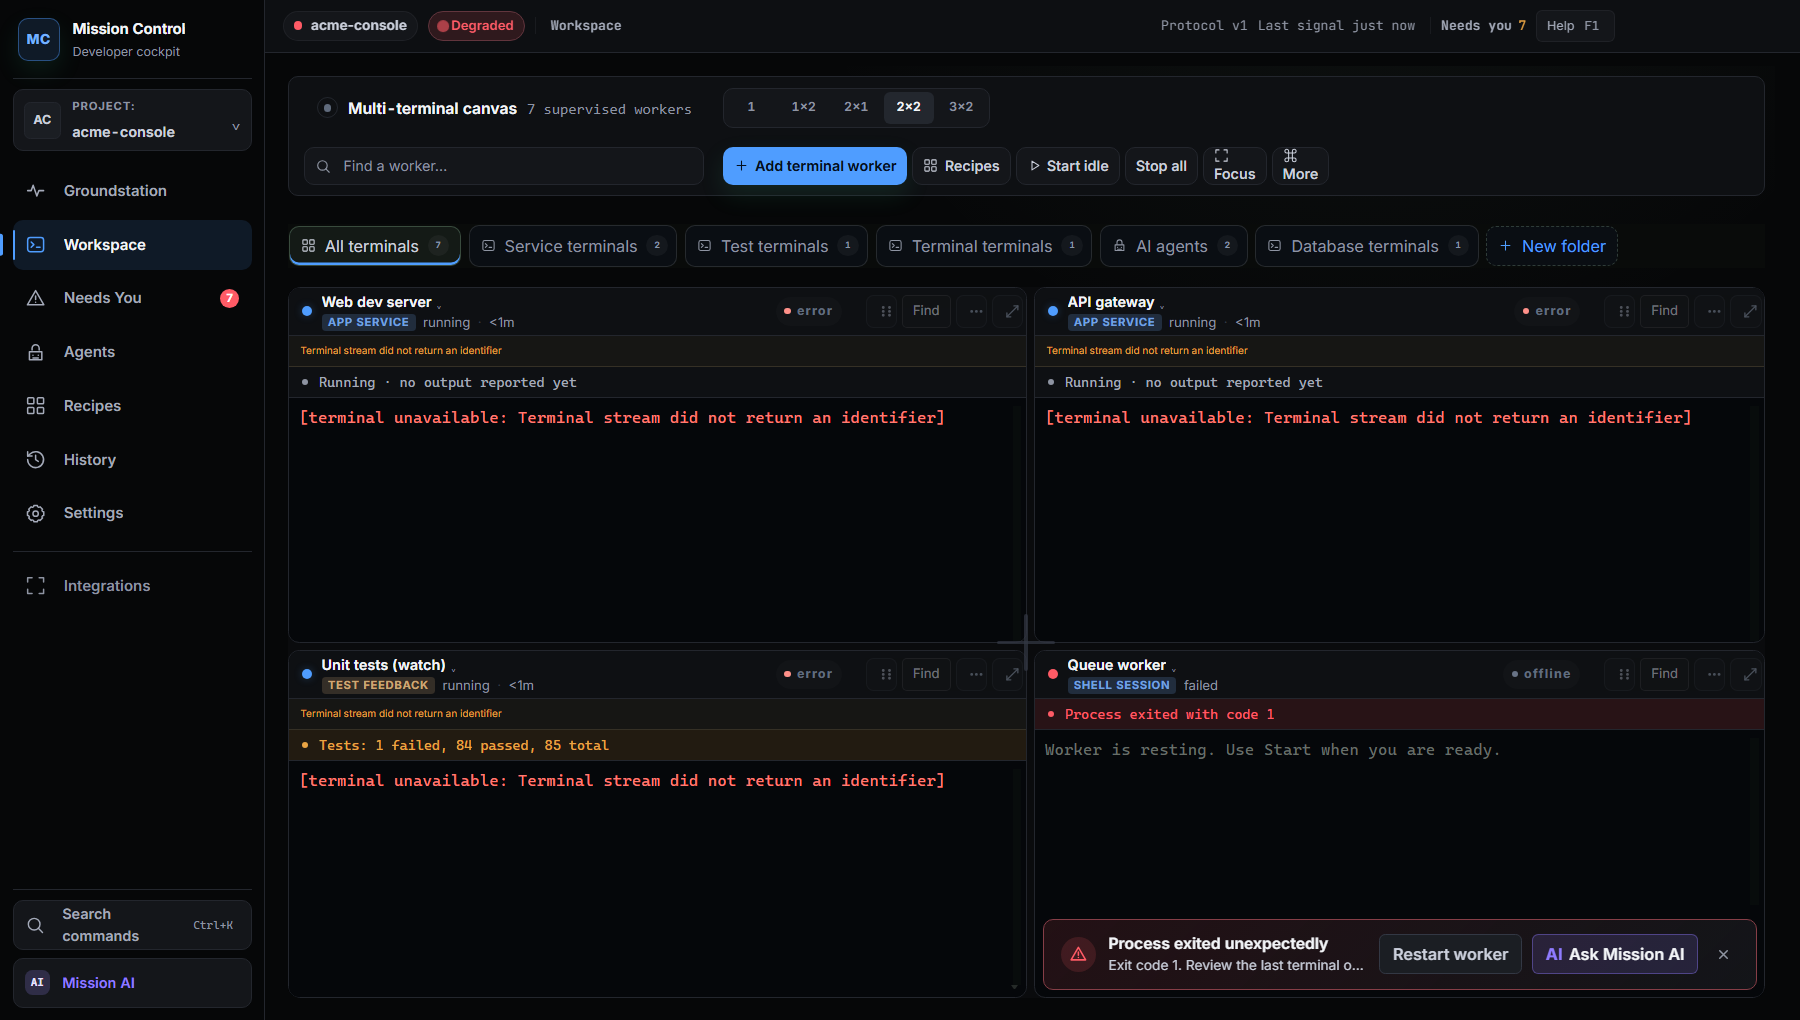 MC
Mission Control
Developer cockpit
AC
PROJECT:
acme-console
Groundstation
Workspace
Needs You 7
Agents
Recipes
History
Settings
Integrations
Search commands Ctrl+K
AI Mission AI
acme-console Degraded Workspace Protocol v1 Last signal just now Needs you 7 Help F1
Multi-terminal canvas 7 supervised workers 1 1×2 2×1 2×2 3×2
Find a worker... + Add terminal worker Recipes Start idle Stop all Focus More
All terminals 7 Service terminals 2 Test terminals 1 Terminal terminals 1 AI agents 2 Database terminals 1 + New folder
Web dev server error Find ...
APP SERVICE running · <1m
Terminal stream did not return an identifier
Running · no output reported yet
[terminal unavailable: Terminal stream did not return an identifier]
API gateway error Find ...
APP SERVICE running · <1m
Terminal stream did not return an identifier
Running · no output reported yet
[terminal unavailable: Terminal stream did not return an identifier]
Unit tests (watch) error Find ...
TEST FEEDBACK running · <1m
Terminal stream did not return an identifier
Tests: 1 failed, 84 passed, 85 total
[terminal unavailable: Terminal stream did not return an identifier]
Queue worker offline Find ...
SHELL SESSION failed
Process exited with code 1
Worker is resting. Use Start when you are ready.
Process exited unexpectedly
Exit code 1. Review the last terminal o...
Restart worker
AI Ask Mission AI